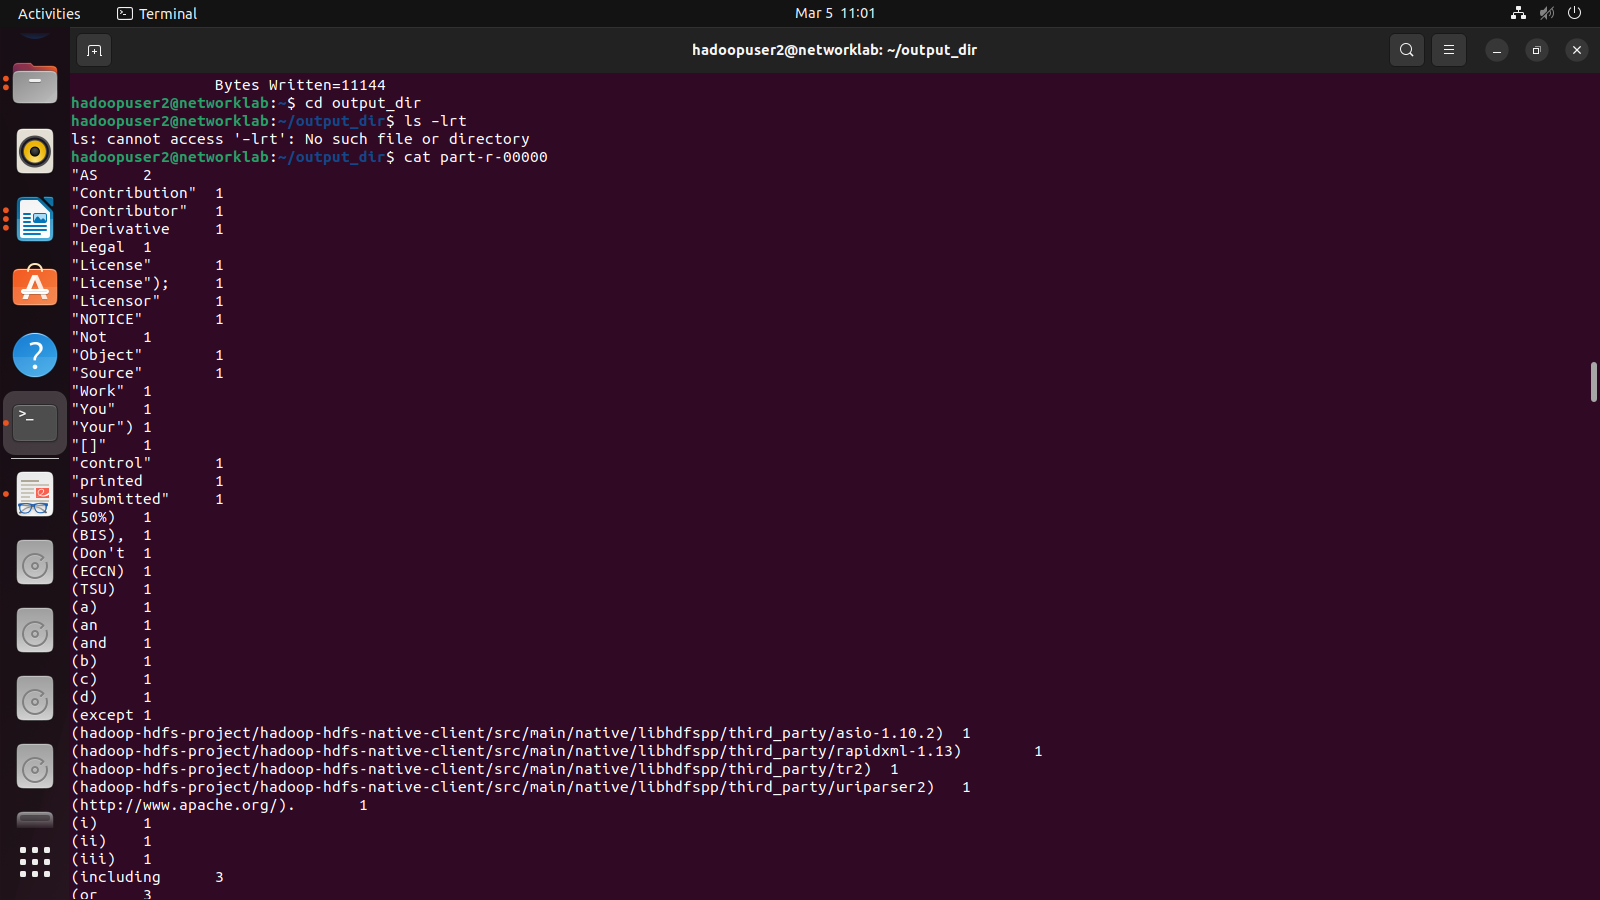 Activities
Terminal
Mar 5 11:01
hadoopuser2@networklab: ~/output_dir
Bytes Written=11144
hadoopuser2@networklab:~$ cd output_dir
hadoopuser2@networklab:~/output_dir$ ls –lrt
ls: cannot access '–lrt': No such file or directory
hadoopuser2@networklab:~/output_dir$ cat part-r-00000
"AS 2
"Contribution" 1
"Contributor" 1
"Derivative 1
"Legal 1
"License" 1
"License"); 1
"Licensor" 1
"NOTICE" 1
"Not 1
"Object" 1
"Source" 1
"Work" 1
"You" 1
"Your") 1
"[]" 1
"control" 1
"printed 1
"submitted" 1
(50%) 1
(BIS), 1
(Don't 1
(ECCN) 1
(TSU) 1
(a) 1
(an 1
(and 1
(b) 1
(c) 1
(d) 1
(except 1
(hadoop-hdfs-project/hadoop-hdfs-native-client/src/main/native/libhdfspp/third_party/asio-1.10.2) 1
(hadoop-hdfs-project/hadoop-hdfs-native-client/src/main/native/libhdfspp/third_party/rapidxml-1.13) 1
(hadoop-hdfs-project/hadoop-hdfs-native-client/src/main/native/libhdfspp/third_party/tr2) 1
(hadoop-hdfs-project/hadoop-hdfs-native-client/src/main/native/libhdfspp/third_party/uriparser2) 1
(http://www.apache.org/). 1
(i) 1
(ii) 1
(iii) 1
(including 3
(or 3